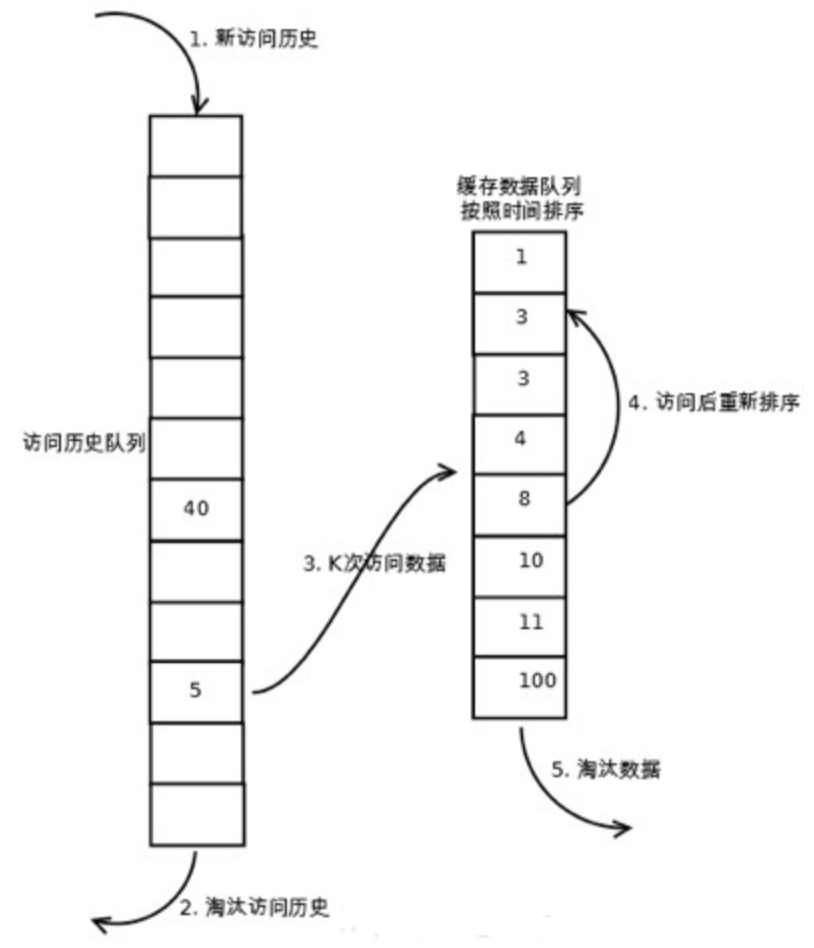 1. 新访问历史
缓存数据队列
按照时间排序
1
3
3
4. 访问后重新排序
访问历史队列
4
40
8
3. K次访问数据
10
11
5
100
5. 淘汰数据
2. 淘汰访问历史